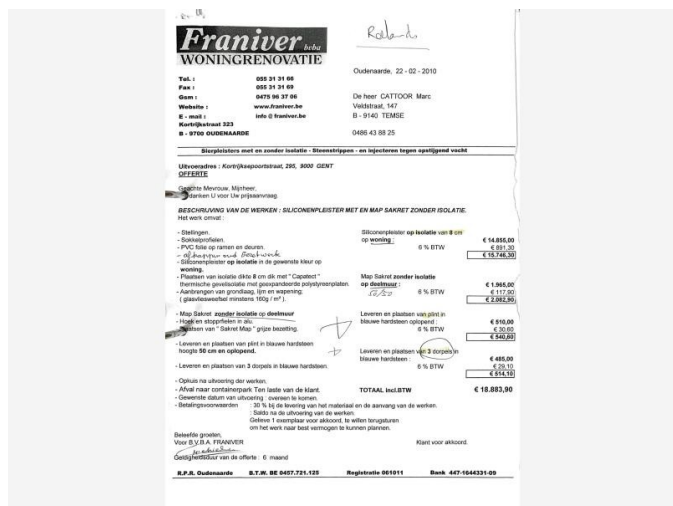 Rolands
Franiver bvba
WONINGRENOVATIE
Oudenaarde, 22 - 02 - 2010
Tel. : 055 31 31 68
Fax : 055 31 31 69
Gsm : 0475 96 37 06
De heer CATTOOR Marc
Website : www.franiver.be
Veldstraat, 147
E - mail : info @ franiver.be
B - 9140 TEMSE
Kortrijkstraat 323
B - 9700 OUDENAARDE
0486 43 88 25
Sierpleisters met en zonder isolatie - Steenstrippen - en injecteren tegen opstijgend vocht
Uitvoeradres : Kortrijksepoortstraat, 295, 9000 GENT
OFFERTE
Geachte Mevrouw, Mijnheer,
danken U voor Uw prijsaanvraag.
BESCHRIJVING VAN DE WERKEN : SILICONENPLEISTER MET EN MAP SAKRET ZONDER ISOLATIE.
Het werk omvat :
- Stellingen.
- Sokkelprofielen.
- PVC folie op ramen en deuren.
- Siliconenpleister op isolatie in de gewenste kleur op
woning.
- Plaatsen van isolatie dikte 8 cm dik met " Capatect "
thermische gevelisolatie met geexpandeerde polystyreenplaten.
- Aanbrengen van grondlaag, lijm en wapening.
( glasvliesweefsel minstens 160g / m² ).
Siliconenpleister op isolatie van 8 cm
op woning : € 14.855,00
6 % BTW € 891,30
€ 15.746,30
Map Sakret zonder isolatie
op deelmuur : € 1.965,00
50/50 6 % BTW € 117,90
€ 2.082,90
- Map Sakret zonder isolatie op deelmuur
- Hoek en stopprfielen in alu.
- Plaatsen van " Sakret Map " grijze bezetting.
- Leveren en plaatsen van plint in blauwe hardsteen
hoogte 50 cm en oplopend.
- Leveren en plaatsen van 3 dorpels in blauwe hardsteen.
Leveren en plaatsen van plint in
blauwe hardsteen oplopend : € 510,00
6 % BTW € 30,60
€ 540,60
Leveren en plaatsen van 3 dorpels in
blauwe hardsteen : € 485,00
6 % BTW € 29,10
€ 514,10
- Opkuis na uitvoering der werken.
- Afval naar containerpark Ten laste van de klant.
TOTAAL Incl.BTW € 18.883,90
- Gewenste datum van uitvoering : overeen te komen.
- Betalingsvoorwaarden : 30 % bij de levering van het materiaal en de aanvang van de werken.
: Saldo na de uitvoering van de werken.
Gelieve 1 exemplaar voor akkoord, te willen terugsturen
om het werk naar best vermogen te kunnen plannen.
Beleefde groeten,
Voor B.V.B.A. FRANIVER
Klant voor akkoord.
Geldigheidsduur van de offerte : 6 maand
R.P.R. Oudenaarde B.T.W. BE 0457.721.125 Registratie 061011 Bank 447-1644331-09